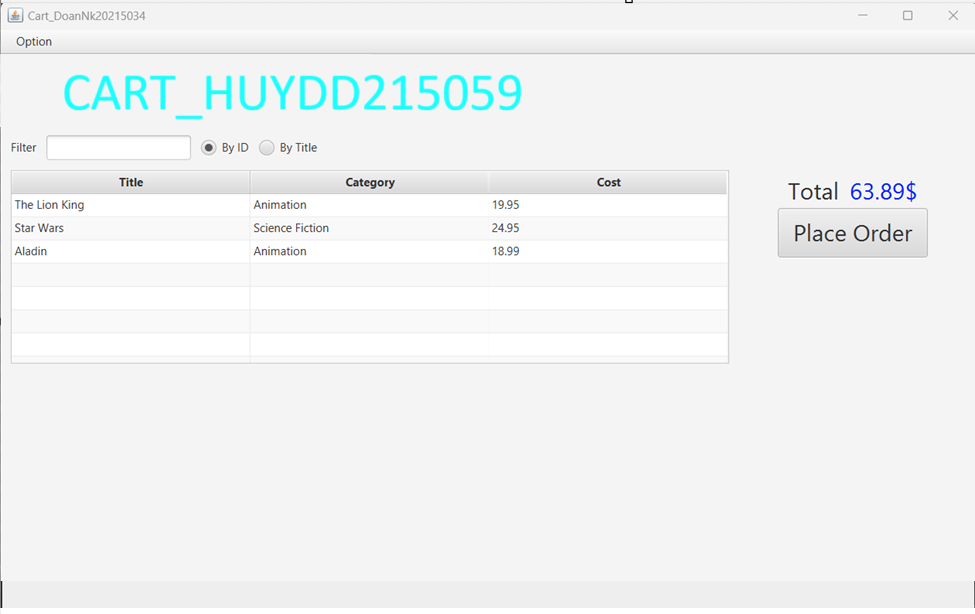 Cart_DoanNk20215034
Option
CART_HUYDD215059
Filter By ID By Title
Title Category Cost
The Lion King Animation 19.95
Star Wars Science Fiction 24.95
Aladin Animation 18.99
Total 63.89$
Place Order